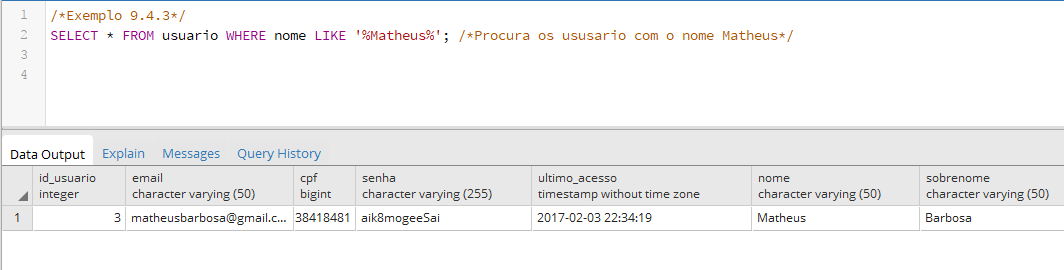 1 /*Exemplo 9.4.3*/
2 SELECT * FROM usuario WHERE nome LIKE '%Matheus%'; /*Procura os ususario com o nome Matheus*/
3
4
Data Output Explain Messages Query History
id_usuario email cpf senha ultimo_acesso nome sobrenome
integer character varying (50) bigint character varying (255) timestamp without time zone character varying (50) character varying (50)
1 3 matheusbarbosa@gmail.c... 38418481 aik8mogeeSai 2017-02-03 22:34:19 Matheus Barbosa